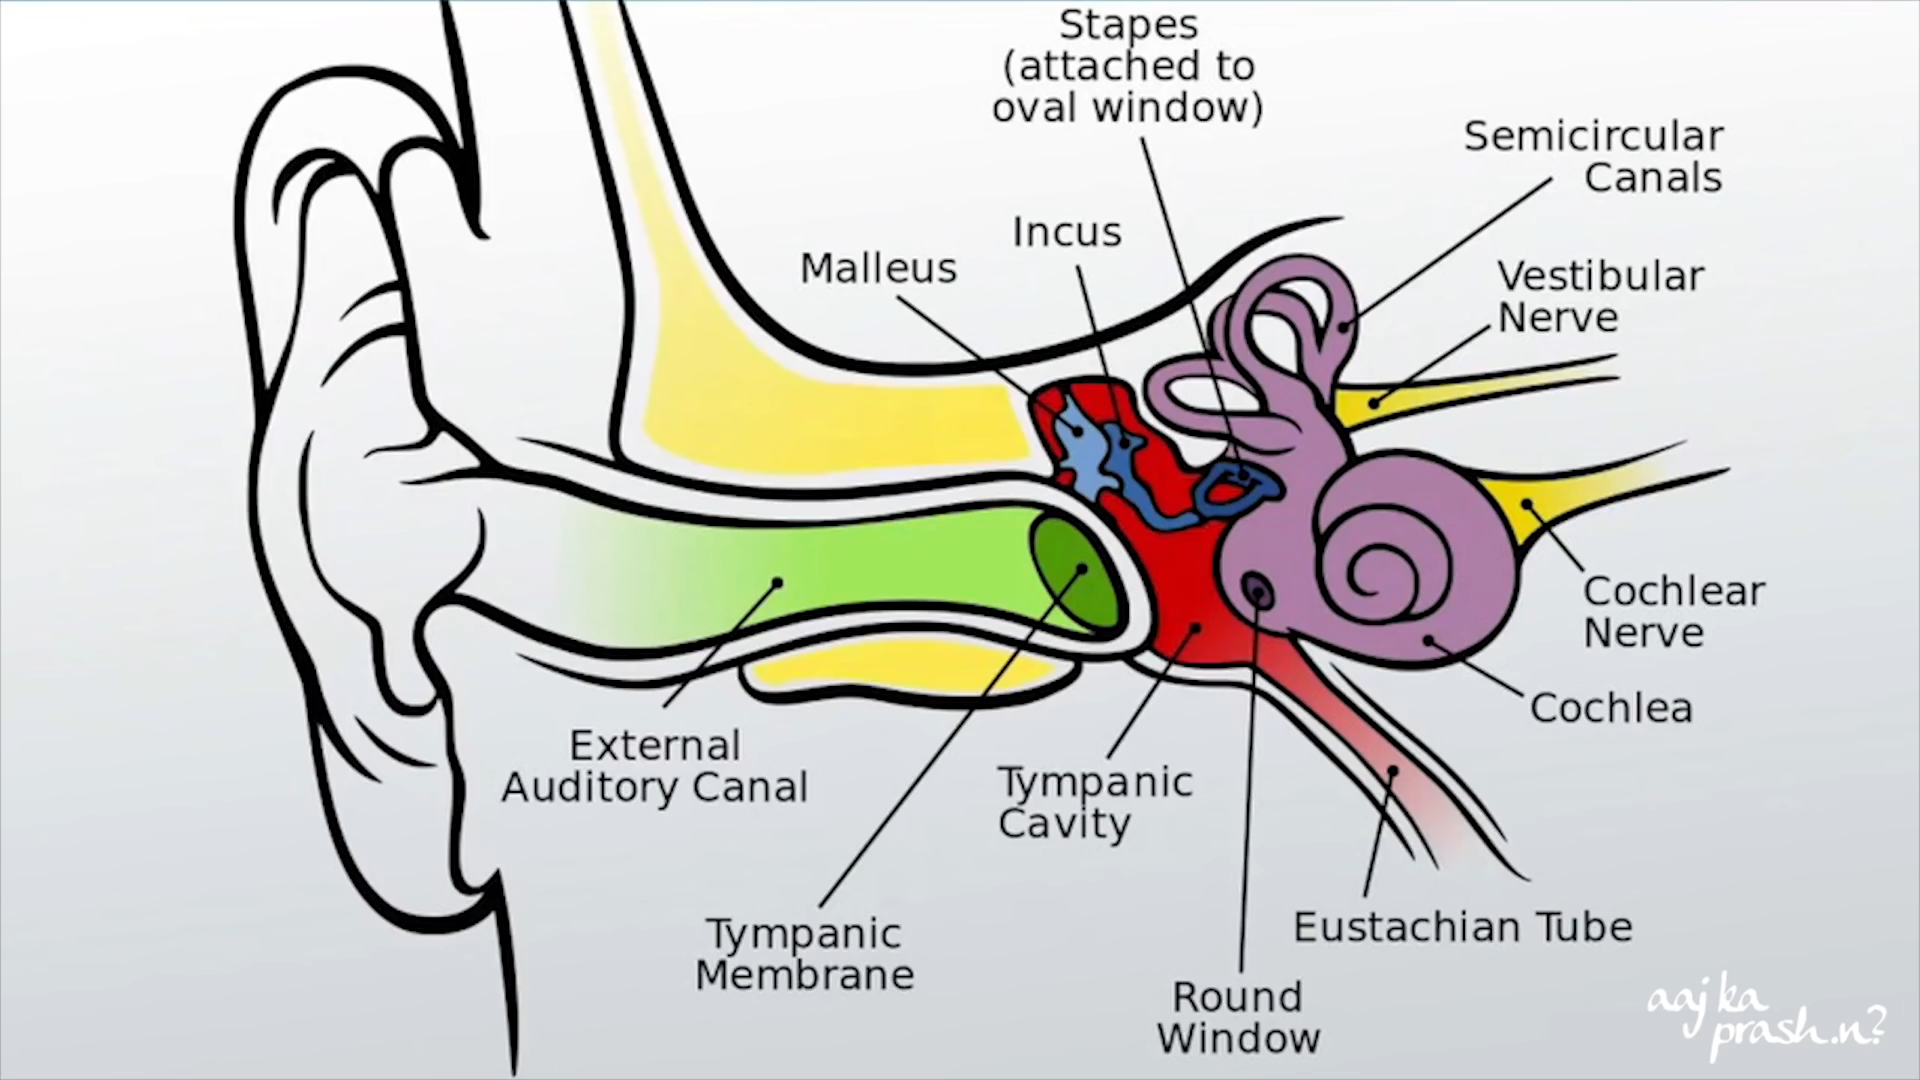 Stapes
(attached to
oval window)
Semicircular
Canals
Incus
Malleus
Vestibular
Nerve
Cochlear
Nerve
Cochlea
External
Auditory Canal
Tympanic
Cavity
Tympanic
Membrane
Eustachian Tube
Round
Window
aaj ka
prash.n?